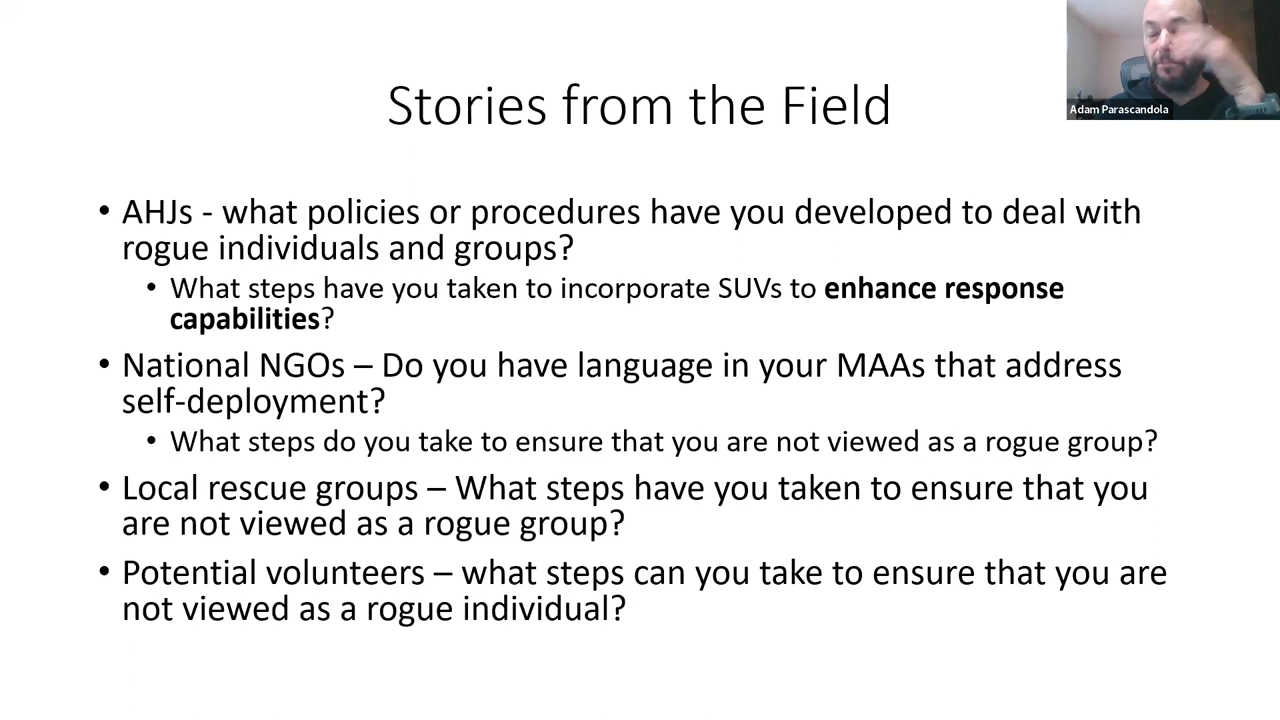 Adam Parascandola
Stories from the Field
• AHJs - what policies or procedures have you developed to deal with
rogue individuals and groups?
• What steps have you taken to incorporate SUVs to enhance response
capabilities?
• National NGOs – Do you have language in your MAAs that address
self-deployment?
• What steps do you take to ensure that you are not viewed as a rogue group?
• Local rescue groups – What steps have you taken to ensure that you
are not viewed as a rogue group?
• Potential volunteers – what steps can you take to ensure that you are
not viewed as a rogue individual?